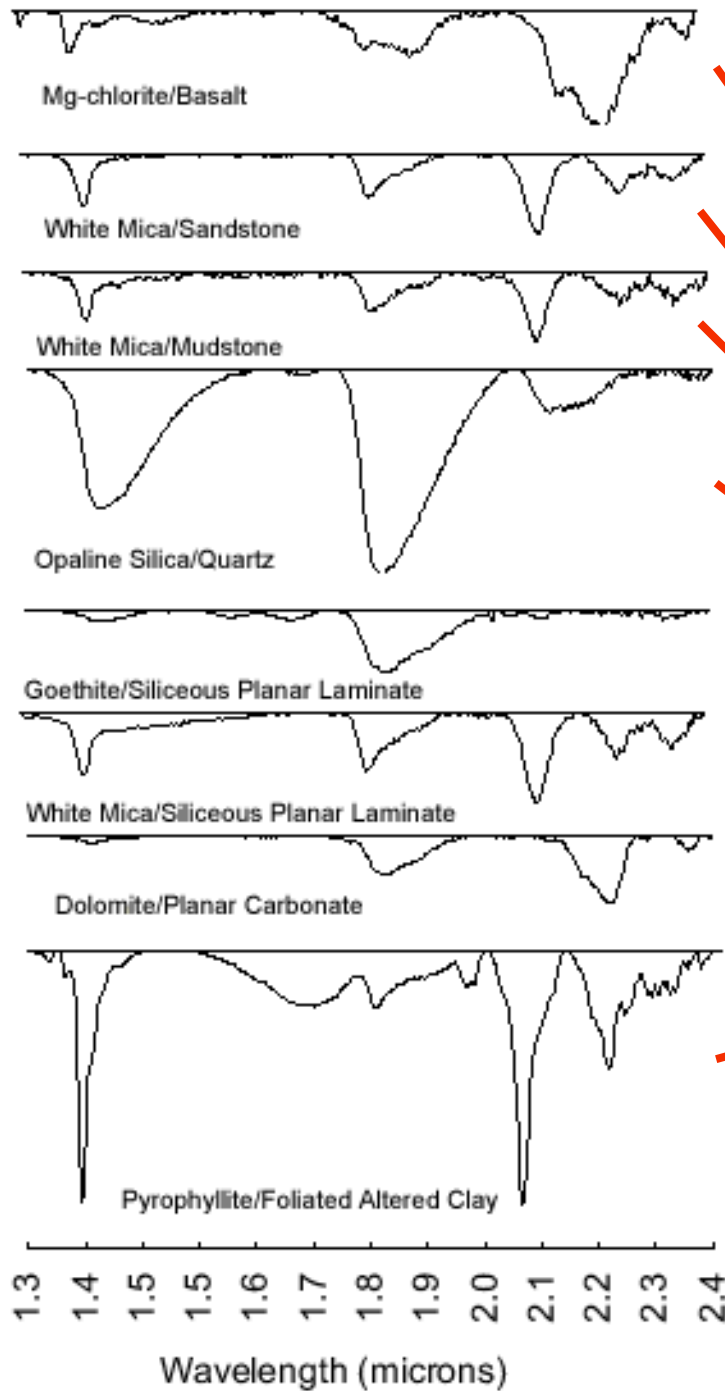 Mg-chlorite/Basalt
White Mica/Sandstone
White Mica/Mudstone
Opaline Silica/Quartz
Goethite/Siliceous Planar Laminate
White Mica/Siliceous Planar Laminate
Dolomite/Planar Carbonate
Pyrophyllite/Foliated Altered Clay
1.3 1.4 1.5 1.6 1.7 1.8 1.9 2.0 2.1 2.2 2.3 2.4
Wavelength (microns)